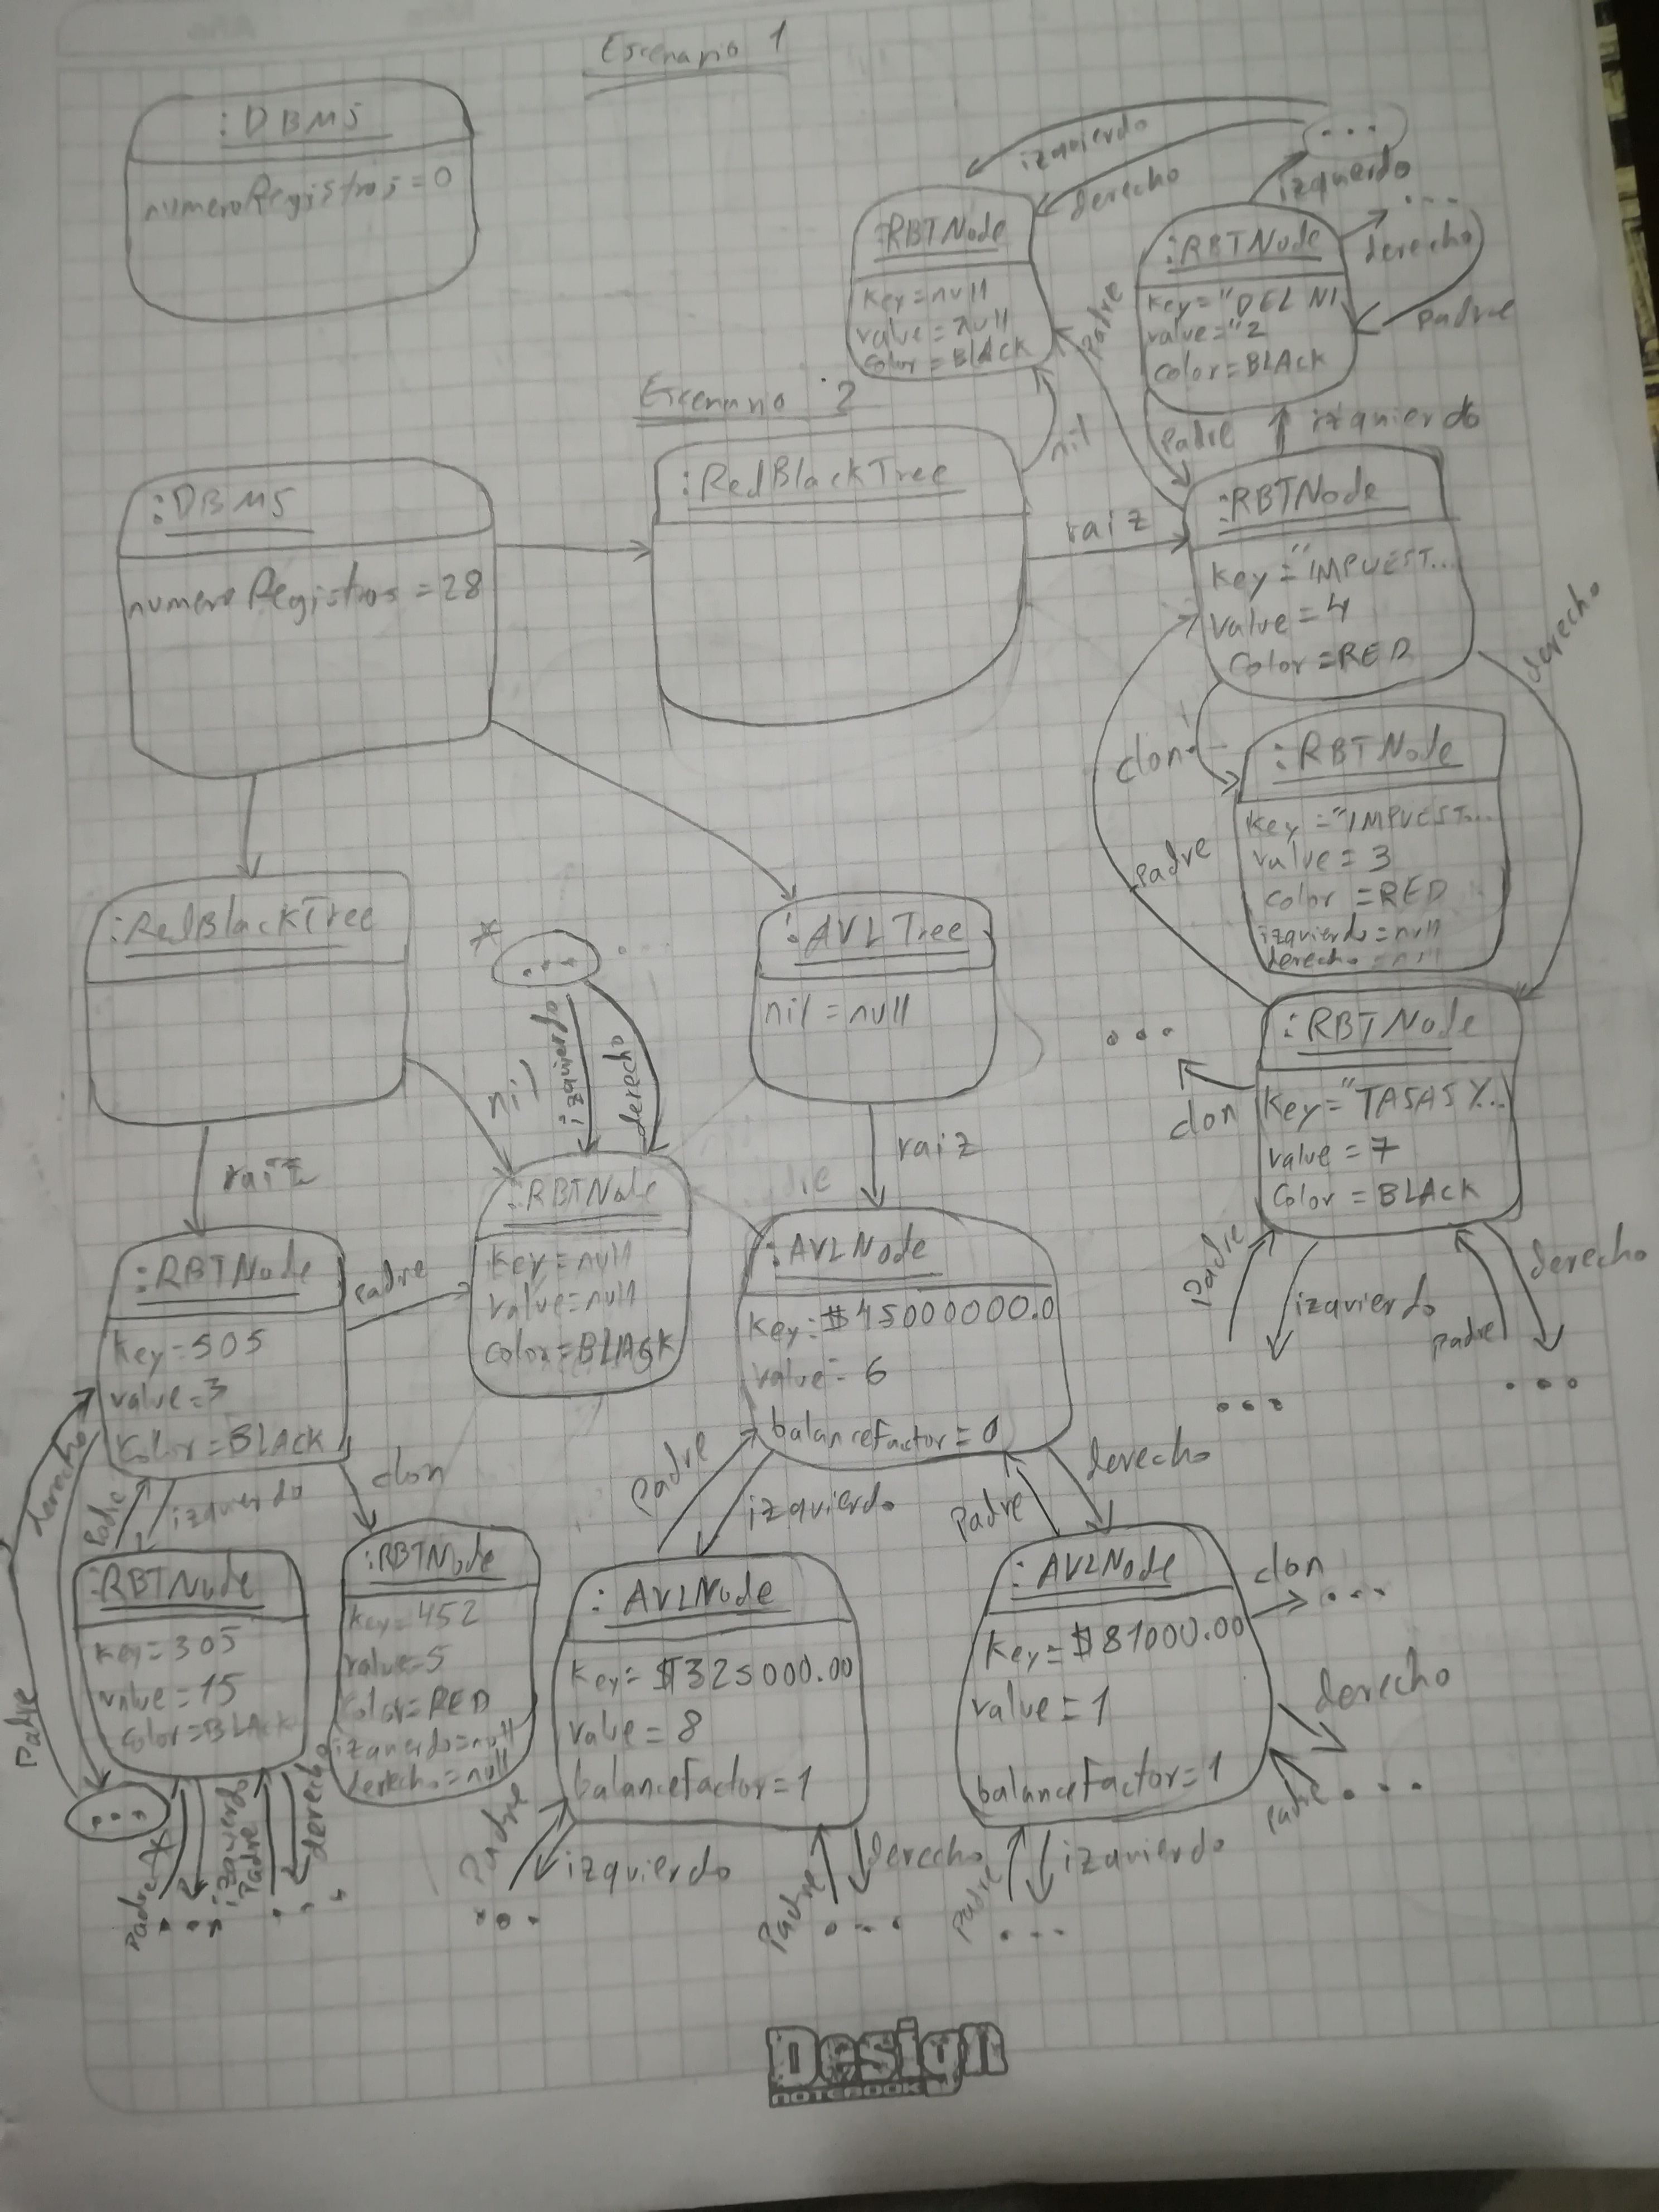 Escenario 1
:DBMS
numeroRegistros=0
izquierdo
derecho
...
izquierdo
...
derecho
Padre
:RBTNode
key=null
value=null
color=BLACK
:RBTNode
key="DEL NI
value="2
color=BLACK
Padre
nil
Padre
izquierdo
Escenario 2
:DBMS
numeroRegistros=28
:RedBlackTree
raiz
:RBTNode
key="IMPUEST...
value=4
color=RED
derecho
clon
Padre
:RBTNode
key="IMPUEST...
value=3
color=RED
izquierdo=null
derecho=null
:RedBlackTree
raiz
nil
*
...
...
izquierdo
derecho
:AVLTree
nil=null
raiz
...
clon
:RBTNode
key="TASAS Y...
value=7
color=BLACK
Padre
izquierdo
...
Padre
derecho
...
:RBTNode
key=505
value=3
color=BLACK
Padre
:RBTNode
key=null
value=null
color=BLACK
:AVLNode
key:$45000000.0
value=6
balanceFactor=0
derecho
Padre
Padre
izquierdo
clon
Padre
izquierdo
Padre
derecho
:RBTNode
key=305
value=15
color=BLACK
:RBTNode
key=452
value=5
color=RED
izquierdo=null
derecho=null
:AVLNode
key=$325000.00
value=8
balanceFactor=1
:AVLNode
key=$81000.00
value=1
balanceFactor=1
clon
...
derecho
Padre
...
...
Padre
izquierdo
Padre
derecho
...
Padre
izquierdo
...
Padre
derecho
...
Padre
izquierdo
...
Design
NOTEBOOK